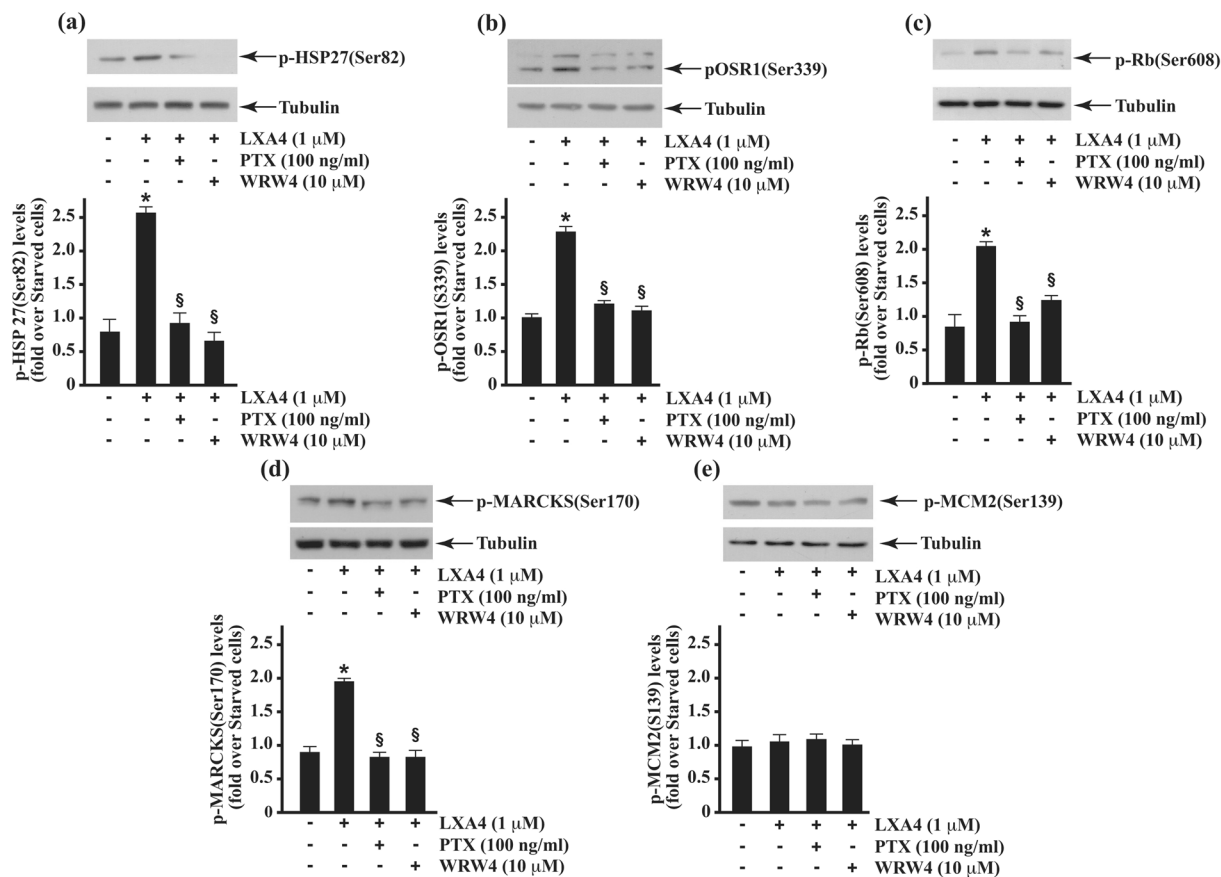 (a)
p-HSP27(Ser82)
Tubulin
- + + + LXA4 (1 μM)
- - + - PTX (100 ng/ml)
- - - + WRW4 (10 μM)
p-HSP 27(Ser82) levels
(fold over Starved cells)
2.5
2.0
1.5
1.0
0.5
0
*
§
§
- + + + LXA4 (1 μM)
- - + - PTX (100 ng/ml)
- - - + WRW4 (10 μM)
(b)
pOSR1(Ser339)
Tubulin
- + + + LXA4 (1 μM)
- - + - PTX (100 ng/ml)
- - - + WRW4 (10 μM)
p-OSR1(S339) levels
(fold over Starved cells)
2.5
2.0
1.5
1.0
0.5
0
*
§
§
- + + + LXA4 (1 μM)
- - + - PTX (100 ng/ml)
- - - + WRW4 (10 μM)
(c)
p-Rb(Ser608)
Tubulin
- + + + LXA4 (1 μM)
- - + - PTX (100 ng/ml)
- - - + WRW4 (10 μM)
p-Rb(Ser608) levels
(fold over Starved cells)
2.5
2.0
1.5
1.0
0.5
0
*
§
§
- + + + LXA4 (1 μM)
- - + - PTX (100 ng/ml)
- - - + WRW4 (10 μM)
(d)
p-MARCKS(Ser170)
Tubulin
- + + + LXA4 (1 μM)
- - + - PTX (100 ng/ml)
- - - + WRW4 (10 μM)
p-MARCKS(Ser170) levels
(fold over Starved cells)
2.5
2.0
1.5
1.0
0.5
0
*
§
§
- + + + LXA4 (1 μM)
- - + - PTX (100 ng/ml)
- - - + WRW4 (10 μM)
(e)
p-MCM2(Ser139)
Tubulin
- + + + LXA4 (1 μM)
- - + - PTX (100 ng/ml)
- - - + WRW4 (10 μM)
p-MCM2(S139) levels
(fold over Starved cells)
2.5
2.0
1.5
1.0
0.5
0
- + + + LXA4 (1 μM)
- - + - PTX (100 ng/ml)
- - - + WRW4 (10 μM)